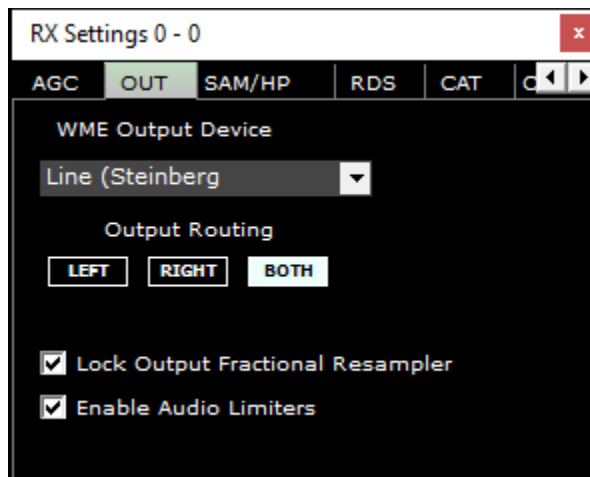 RX Settings 0 - 0
x
AGC OUT SAM/HP RDS CAT
WME Output Device
Line (Steinberg
Output Routing
LEFT RIGHT BOTH
Lock Output Fractional Resampler
Enable Audio Limiters